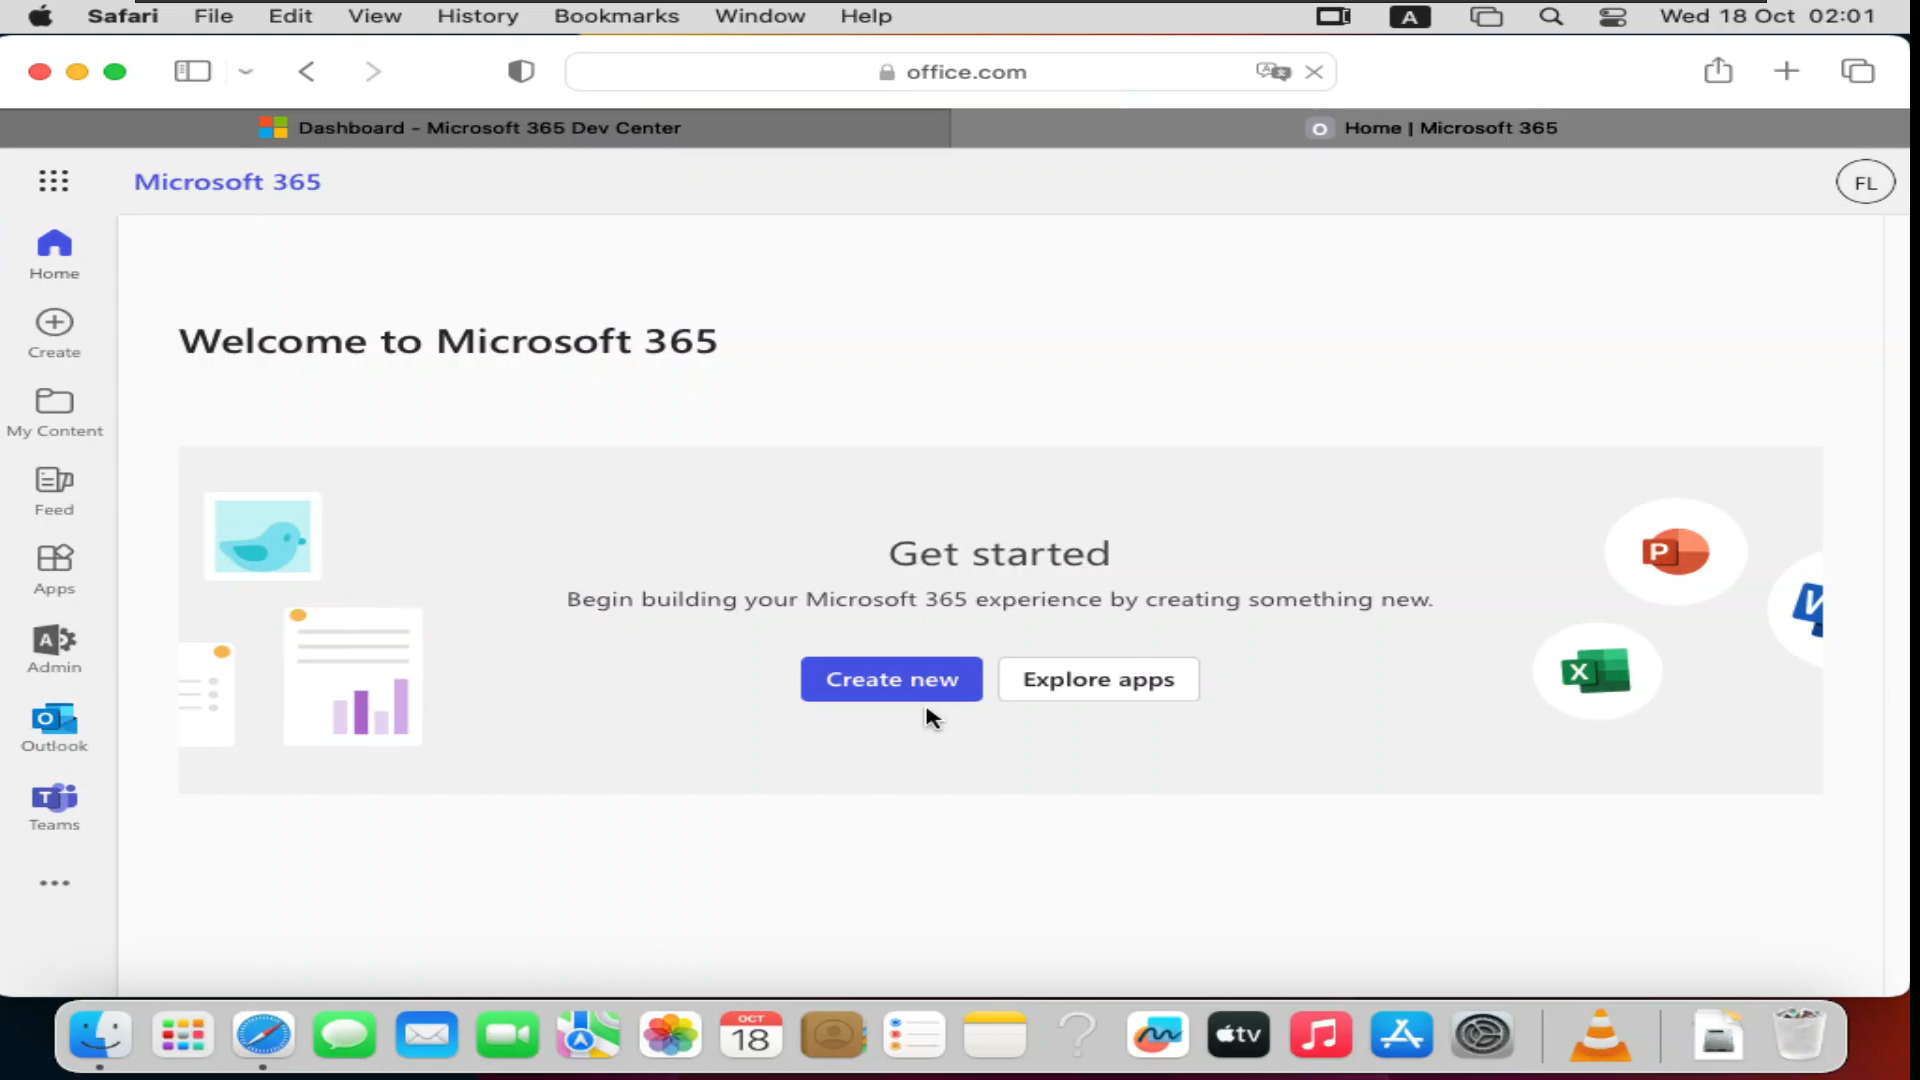 Safari File Edit View History Bookmarks Window Help A Wed 18 Oct 02:01
office.com
Dashboard - Microsoft 365 Dev Center
Home | Microsoft 365
Microsoft 365
FL
Home
Create
My Content
Feed
Apps
Admin
Outlook
Teams
Welcome to Microsoft 365
Get started
Begin building your Microsoft 365 experience by creating something new.
Create new
Explore apps
P
X
W
OCT
18
tv